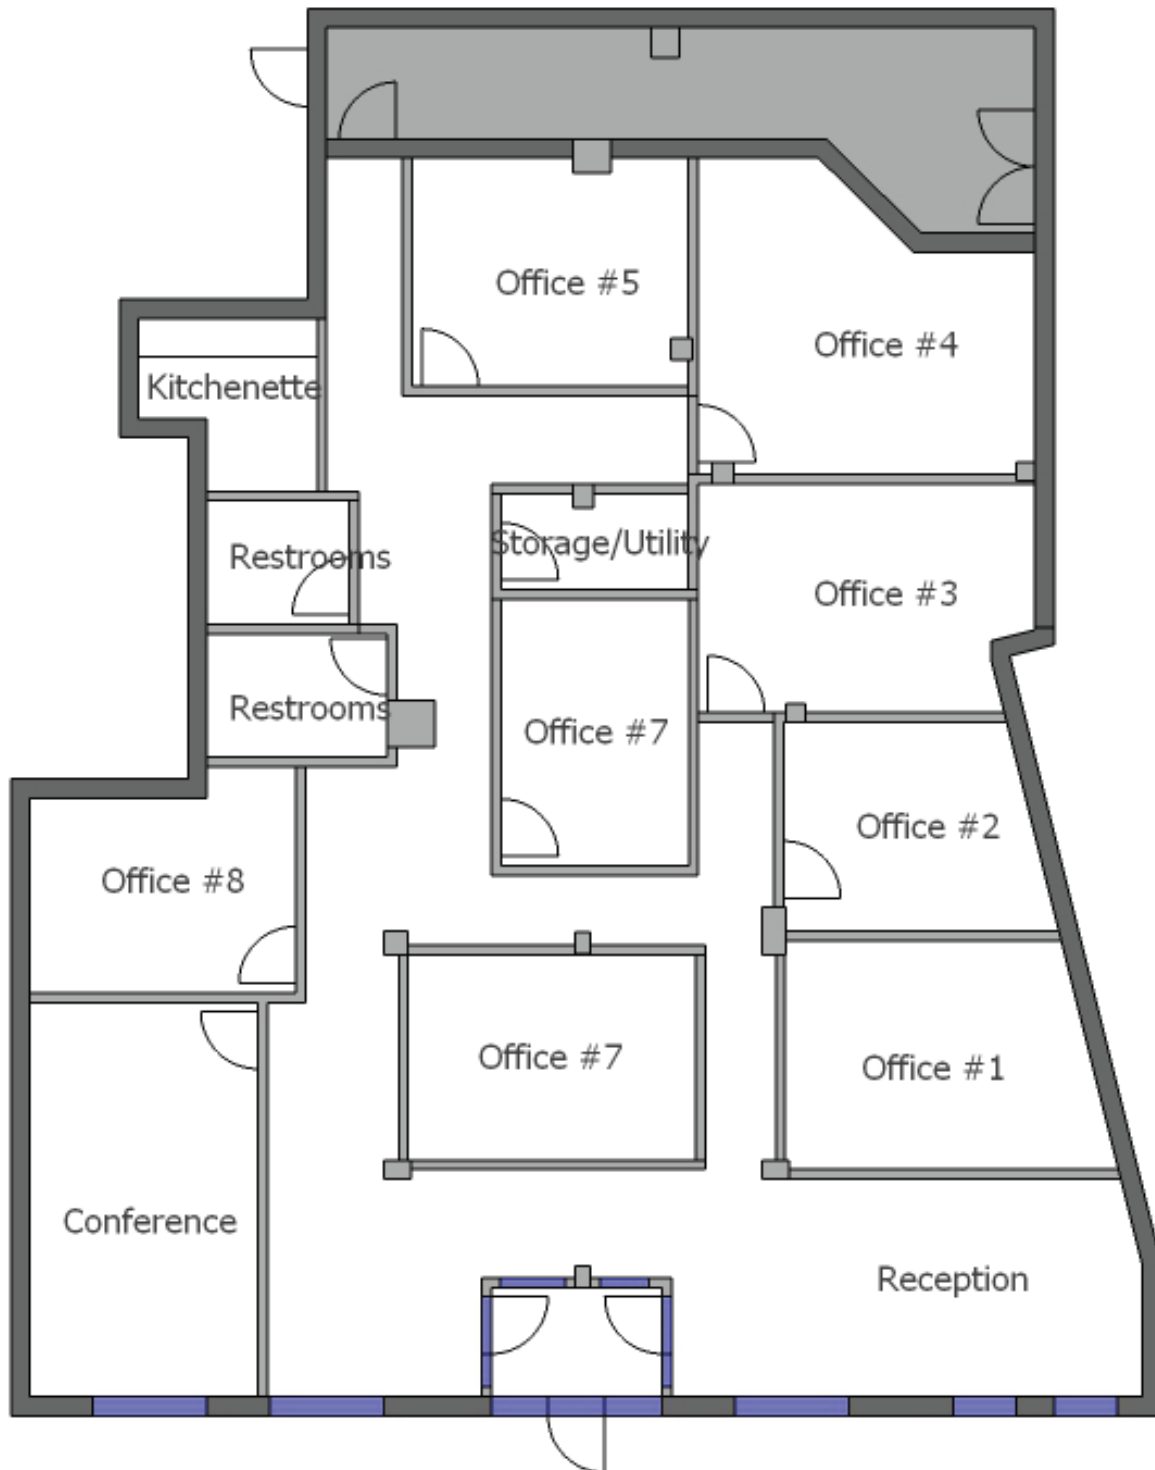 Office #5
Office #4
Kitchenette
Restrooms
Storage/Utility
Office #3
Restrooms
Office #7
Office #2
Office #8
Office #7
Office #1
Conference
Reception